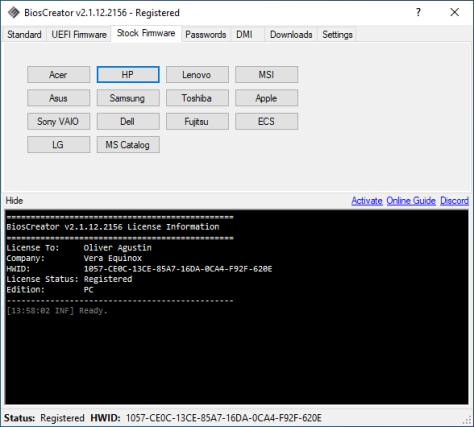 BiosCreator v2.1.12.2156 - Registered
Standard UEFI Firmware Stock Firmware Passwords DMI Downloads Settings
Acer HP Lenovo MSI
Asus Samsung Toshiba Apple
Sony VAIO Dell Fujitsu ECS
LG MS Catalog
Hide Activate Online Guide Discord
===============================================
BiosCreator v2.1.12.2156 License Information
===============================================
License To: Oliver Agustin
Company: Vera Equinox
HWID: 1057-CE0C-13CE-85A7-16DA-0CA4-F92F-620E
License Status: Registered
Edition: PC
-----------------------------------------------
[13:58:02 INF] Ready.
Status: Registered HWID: 1057-CE0C-13CE-85A7-16DA-0CA4-F92F-620E